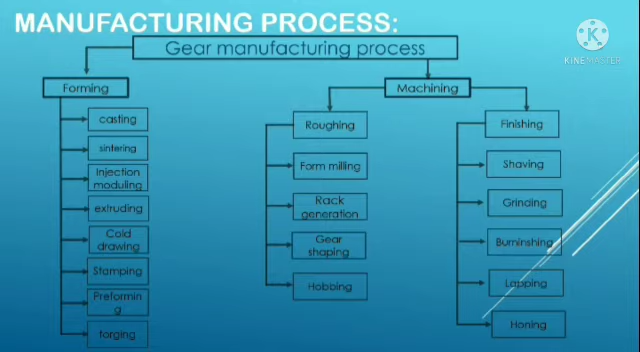 MANUFACTURING PROCESS:
Gear manufacturing process
KINEMASTER
Forming
casting
sintering
Injection
moduling
extruding
Cold
drawing
Stamping
Preformin
g
forging
Machining
Roughing
Form milling
Rack
generation
Gear
shaping
Hobbing
Finishing
Shaving
Grinding
Burninshing
Lapping
Honing